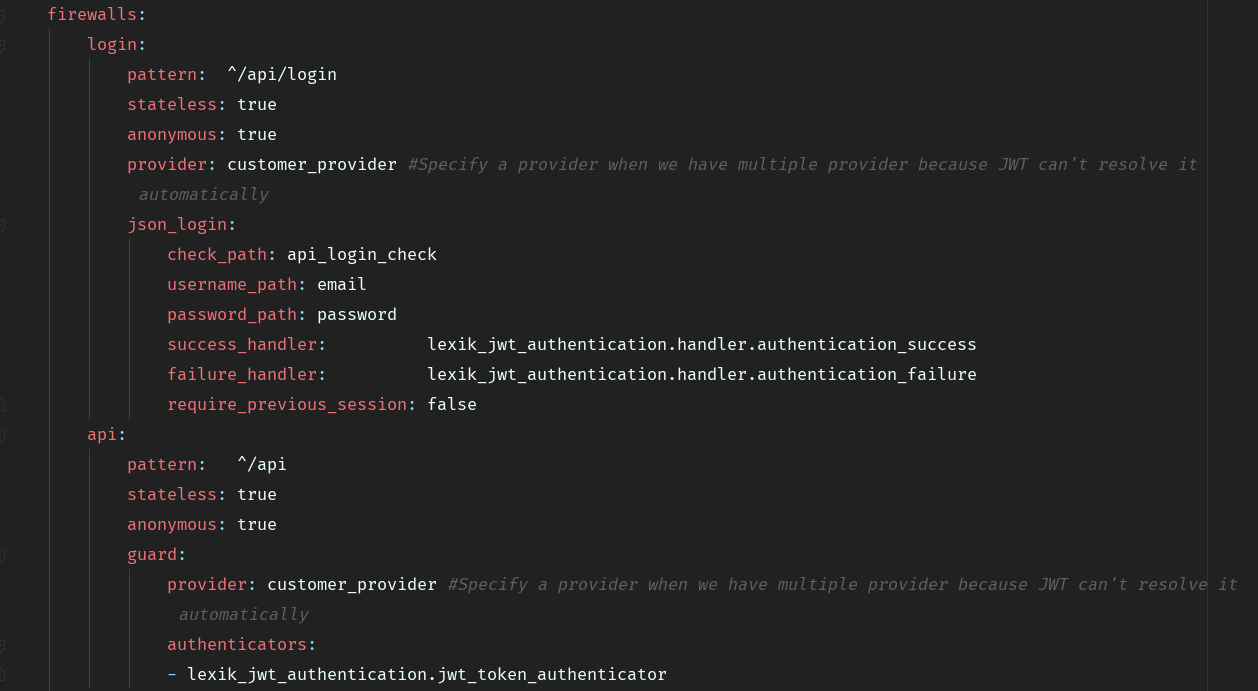 firewalls:
login:
pattern:  ^/api/login
stateless: true
anonymous: true
provider: customer_provider #Specify a provider when we have multiple provider because JWT can't resolve it
automatically
json_login:
check_path: api_login_check
username_path: email
password_path: password
success_handler:          lexik_jwt_authentication.handler.authentication_success
failure_handler:          lexik_jwt_authentication.handler.authentication_failure
require_previous_session: false
api:
pattern:   ^/api
stateless: true
anonymous: true
guard:
provider: customer_provider #Specify a provider when we have multiple provider because JWT can't resolve it
automatically
authenticators:
- lexik_jwt_authentication.jwt_token_authenticator